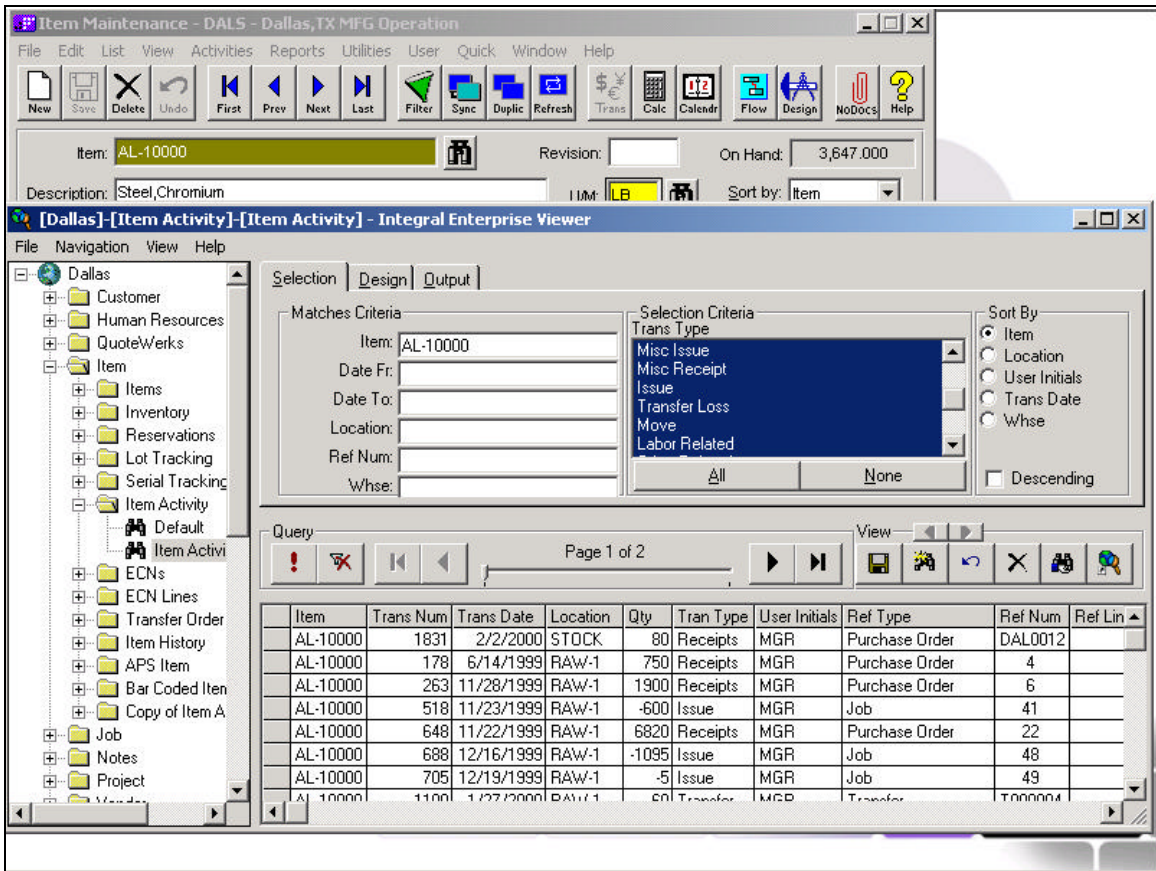 Item Maintenance - DALS - Dallas,TX MFG Operation
File Edit List View Activities Reports Utilities User Quick Window Help
New Save Delete Undo First Prev Next Last Filter Sync Duplic Refresh Trans Calc Calendr Flow Design NoDocs Help
Item: AL-10000 Revision: On Hand: 3,647.000
Description: Steel,Chromium U/M: LB Sort by: Item
[Dallas]-[Item Activity]-[Item Activity] - Integral Enterprise Viewer
File Navigation View Help
Dallas
Customer
Human Resources
QuoteWerks
Item
Items
Inventory
Reservations
Lot Tracking
Serial Tracking
Item Activity
Default
Item Activi
ECNs
ECN Lines
Transfer Order
Item History
APS Item
Bar Coded Iten
Copy of Item A
Job
Notes
Project
Selection Design Output
Matches Criteria
Item: AL-10000
Date Fr:
Date To:
Location:
Ref Num:
Whse:
Selection Criteria
Trans Type
Misc Issue
Misc Receipt
Issue
Transfer Loss
Move
Labor Related
All None
Sort By
Item
Location
User Initials
Trans Date
Whse
Descending
Query
Page 1 of 2
View
Item Trans Num Trans Date Location Qty Tran Type User Initials Ref Type Ref Num Ref Lin
AL-10000 1831 2/2/2000 STOCK 80 Receipts MGR Purchase Order DAL0012
AL-10000 178 6/14/1999 RAW-1 750 Receipts MGR Purchase Order 4
AL-10000 263 11/28/1999 RAW-1 1900 Receipts MGR Purchase Order 6
AL-10000 518 11/23/1999 RAW-1 -600 Issue MGR Job 41
AL-10000 648 11/22/1999 RAW-1 6820 Receipts MGR Purchase Order 22
AL-10000 688 12/16/1999 RAW-1 -1095 Issue MGR Job 48
AL-10000 705 12/19/1999 RAW-1 -5 Issue MGR Job 49
AL-10000 1100 1/27/2000 RAW-1 60 Transfer MGR Transfer T000004